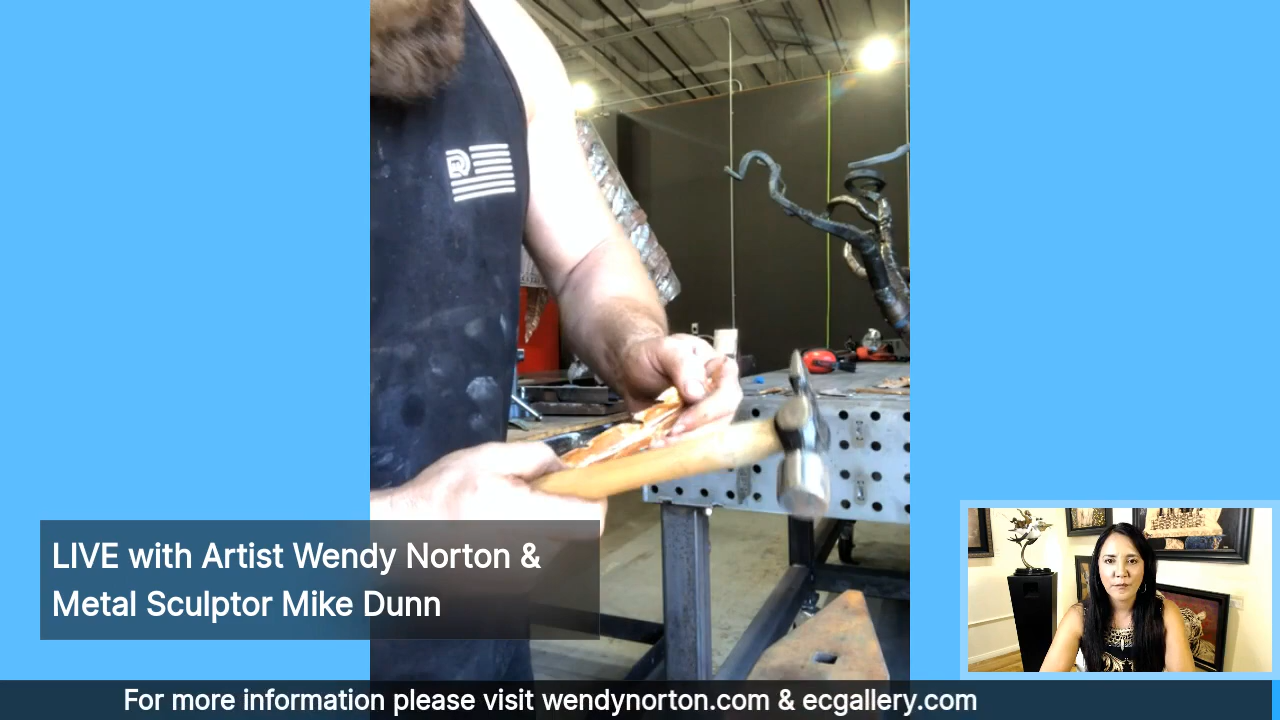 LIVE with Artist Wendy Norton &
Metal Sculptor Mike Dunn
For more information please visit wendynorton.com & ecgallery.com